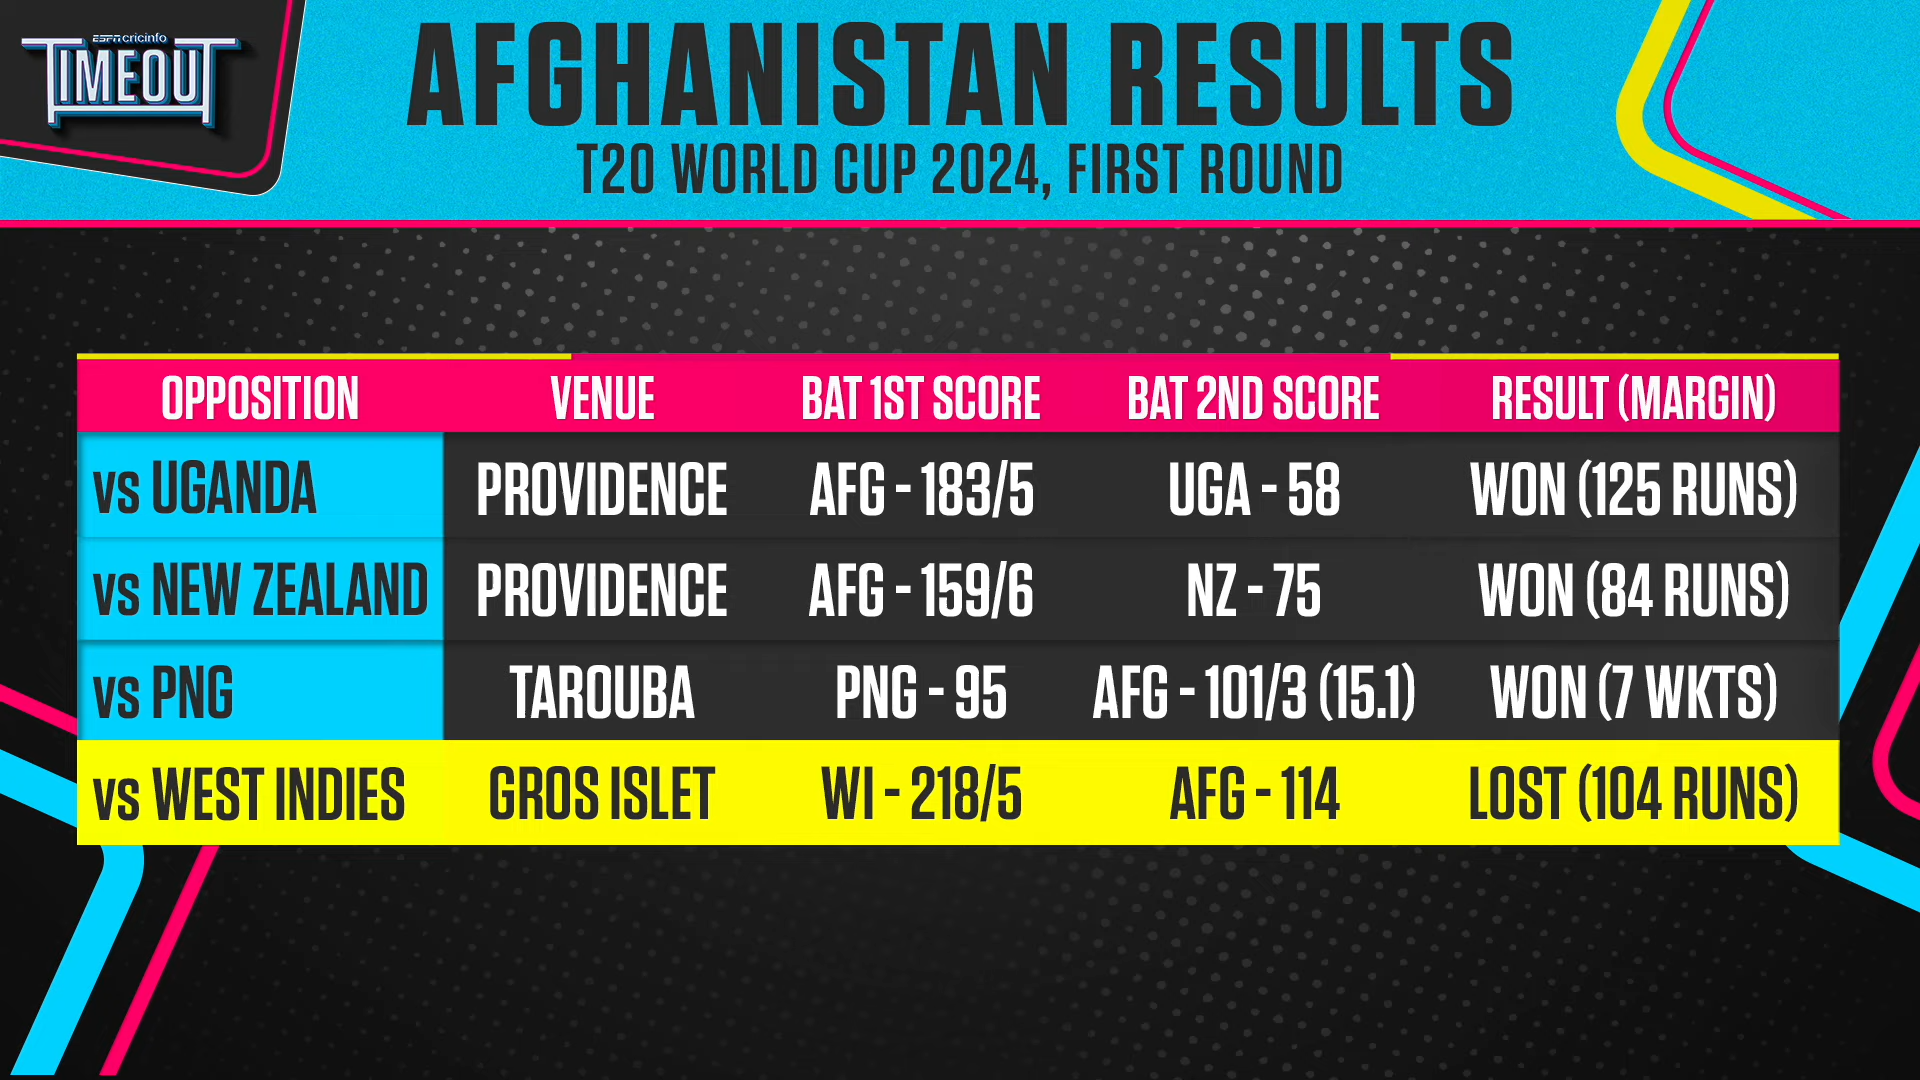 ESPN cricinfo
TIMEOUT
AFGHANISTAN RESULTS
T20 WORLD CUP 2024, FIRST ROUND
OPPOSITION VENUE BAT 1ST SCORE BAT 2ND SCORE RESULT (MARGIN)
vs UGANDA PROVIDENCE AFG - 183/5 UGA - 58 WON (125 RUNS)
vs NEW ZEALAND PROVIDENCE AFG - 159/6 NZ - 75 WON (84 RUNS)
vs PNG TAROUBA PNG - 95 AFG - 101/3 (15.1) WON (7 WKTS)
vs WEST INDIES GROS ISLET WI - 218/5 AFG - 114 LOST (104 RUNS)